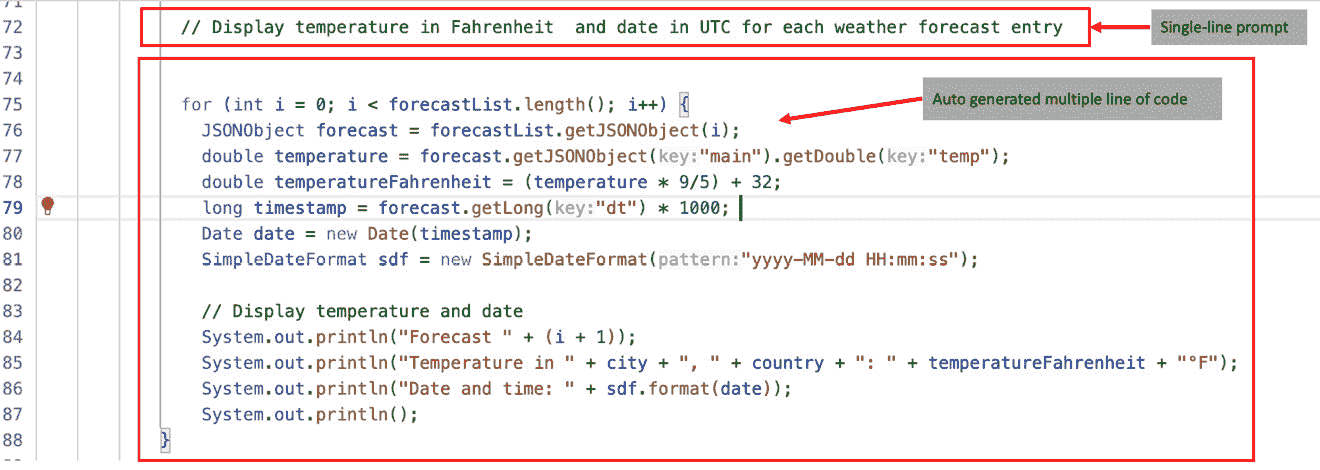 71
72 // Display temperature in Fahrenheit  and date in UTC for each weather forecast entry Single-line prompt
73
74
75 for (int i = 0; i < forecastList.length(); i++) { Auto generated multiple line of code
76 JSONObject forecast = forecastList.getJSONObject(i);
77 double temperature = forecast.getJSONObject(key:"main").getDouble(key:"temp");
78 double temperatureFahrenheit = (temperature * 9/5) + 32;
79 long timestamp = forecast.getLong(key:"dt") * 1000;
80 Date date = new Date(timestamp);
81 SimpleDateFormat sdf = new SimpleDateFormat(pattern:"yyyy-MM-dd HH:mm:ss");
82
83 // Display temperature and date
84 System.out.println("Forecast " + (i + 1));
85 System.out.println("Temperature in " + city + ", " + country + ": " + temperatureFahrenheit + "°F");
86 System.out.println("Date and time: " + sdf.format(date));
87 System.out.println();
88 }